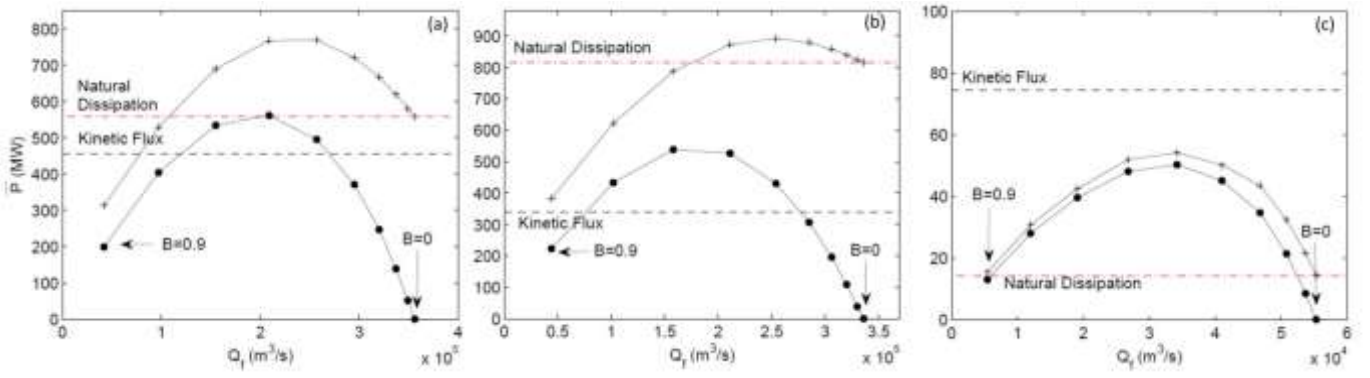 (a)
800
700
600
500
400
300
200
100
0
P (MW)
Natural
Dissipation
Kinetic Flux
B=0.9
B=0
0 1 2 3 4
x 10⁵
Qf (m³/s)
(b)
900
800
700
600
500
400
300
200
100
0
Natural Dissipation
Kinetic Flux
B=0.9
B=0
0 0.5 1 1.5 2 2.5 3 3.5
Qf (m³/s)
(c)
100
80
60
40
20
0
Kinetic Flux
B=0.9
B=0
Natural Dissipation
0 1 2 3 4 5 6
x 10⁴
Qf (m³/s)